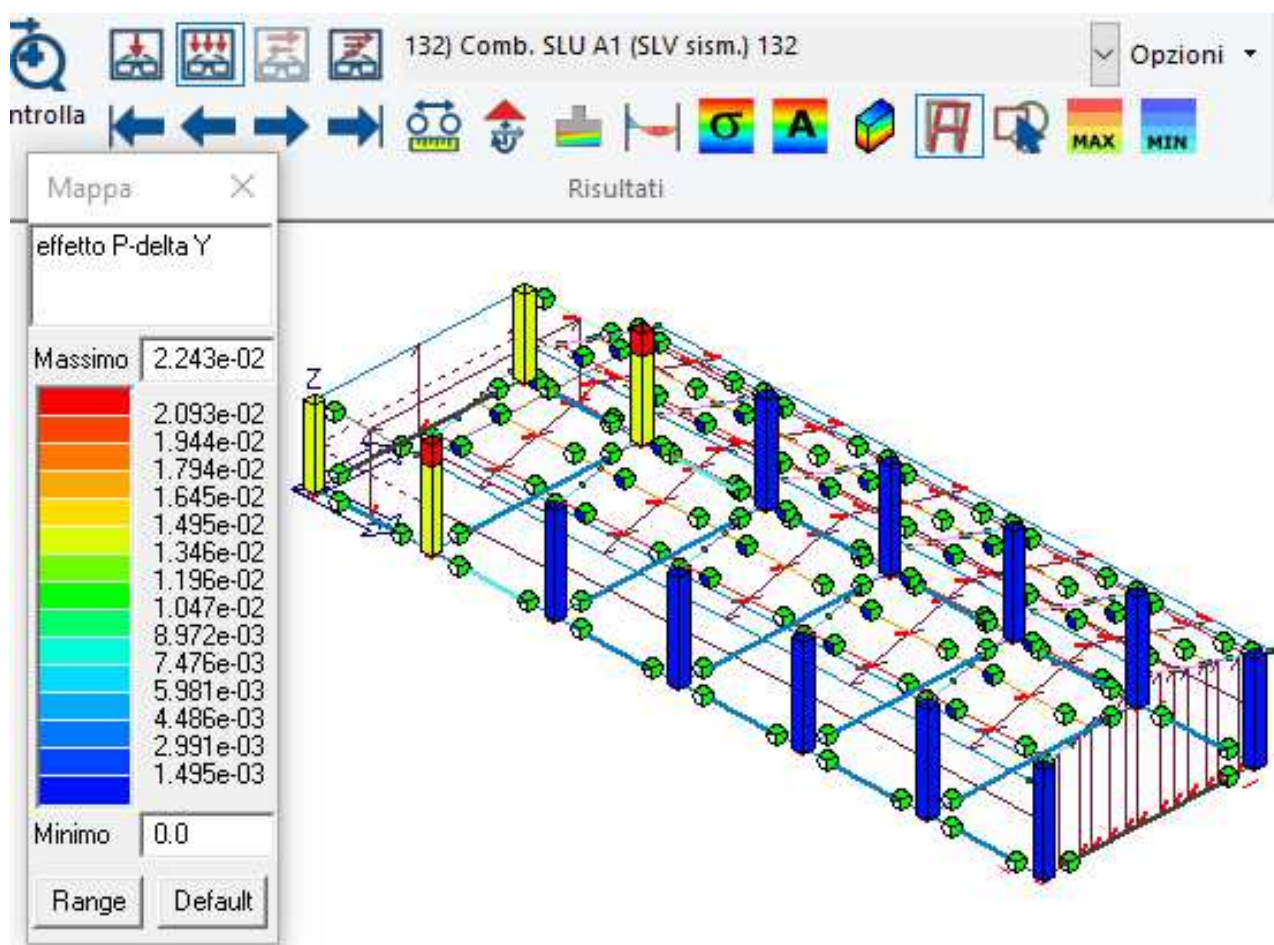 132) Comb. SLU A1 (SLV sism.) 132
Opzioni
ntrolla
σ
A
MAX
MIN
Risultati
Mappa
effetto P-delta Y
Massimo 2.243e-02
2.093e-02
1.944e-02
1.794e-02
1.645e-02
1.495e-02
1.346e-02
1.196e-02
1.047e-02
8.972e-03
7.476e-03
5.981e-03
4.486e-03
2.991e-03
1.495e-03
Minimo 0.0
Range Default
Z